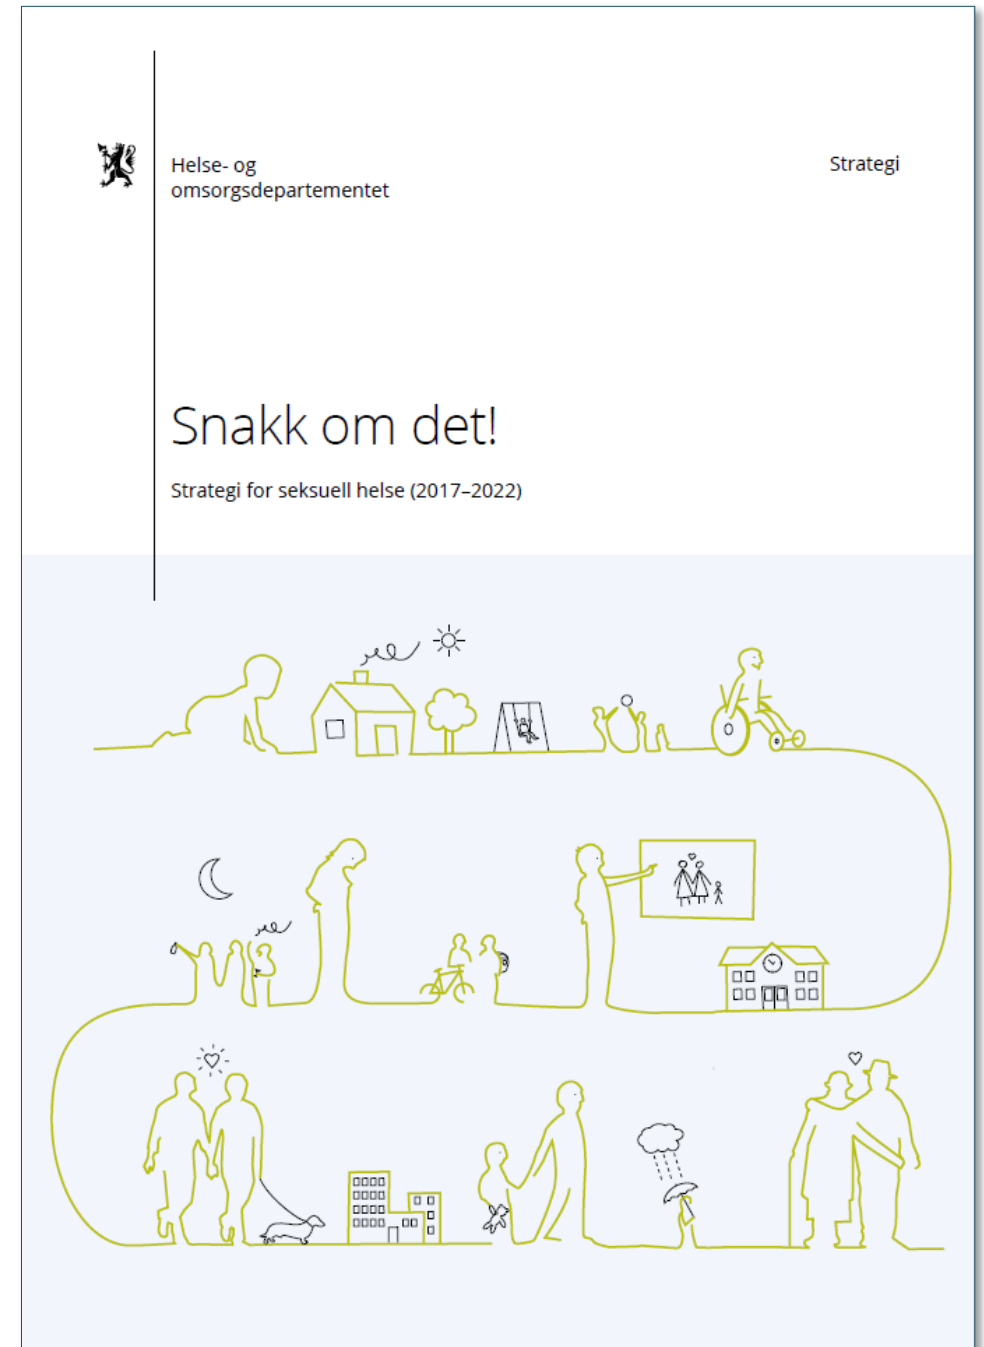 Helse- og
omsorgsdepartementet
Strategi
Snakk om det!
Strategi for seksuell helse (2017–2022)